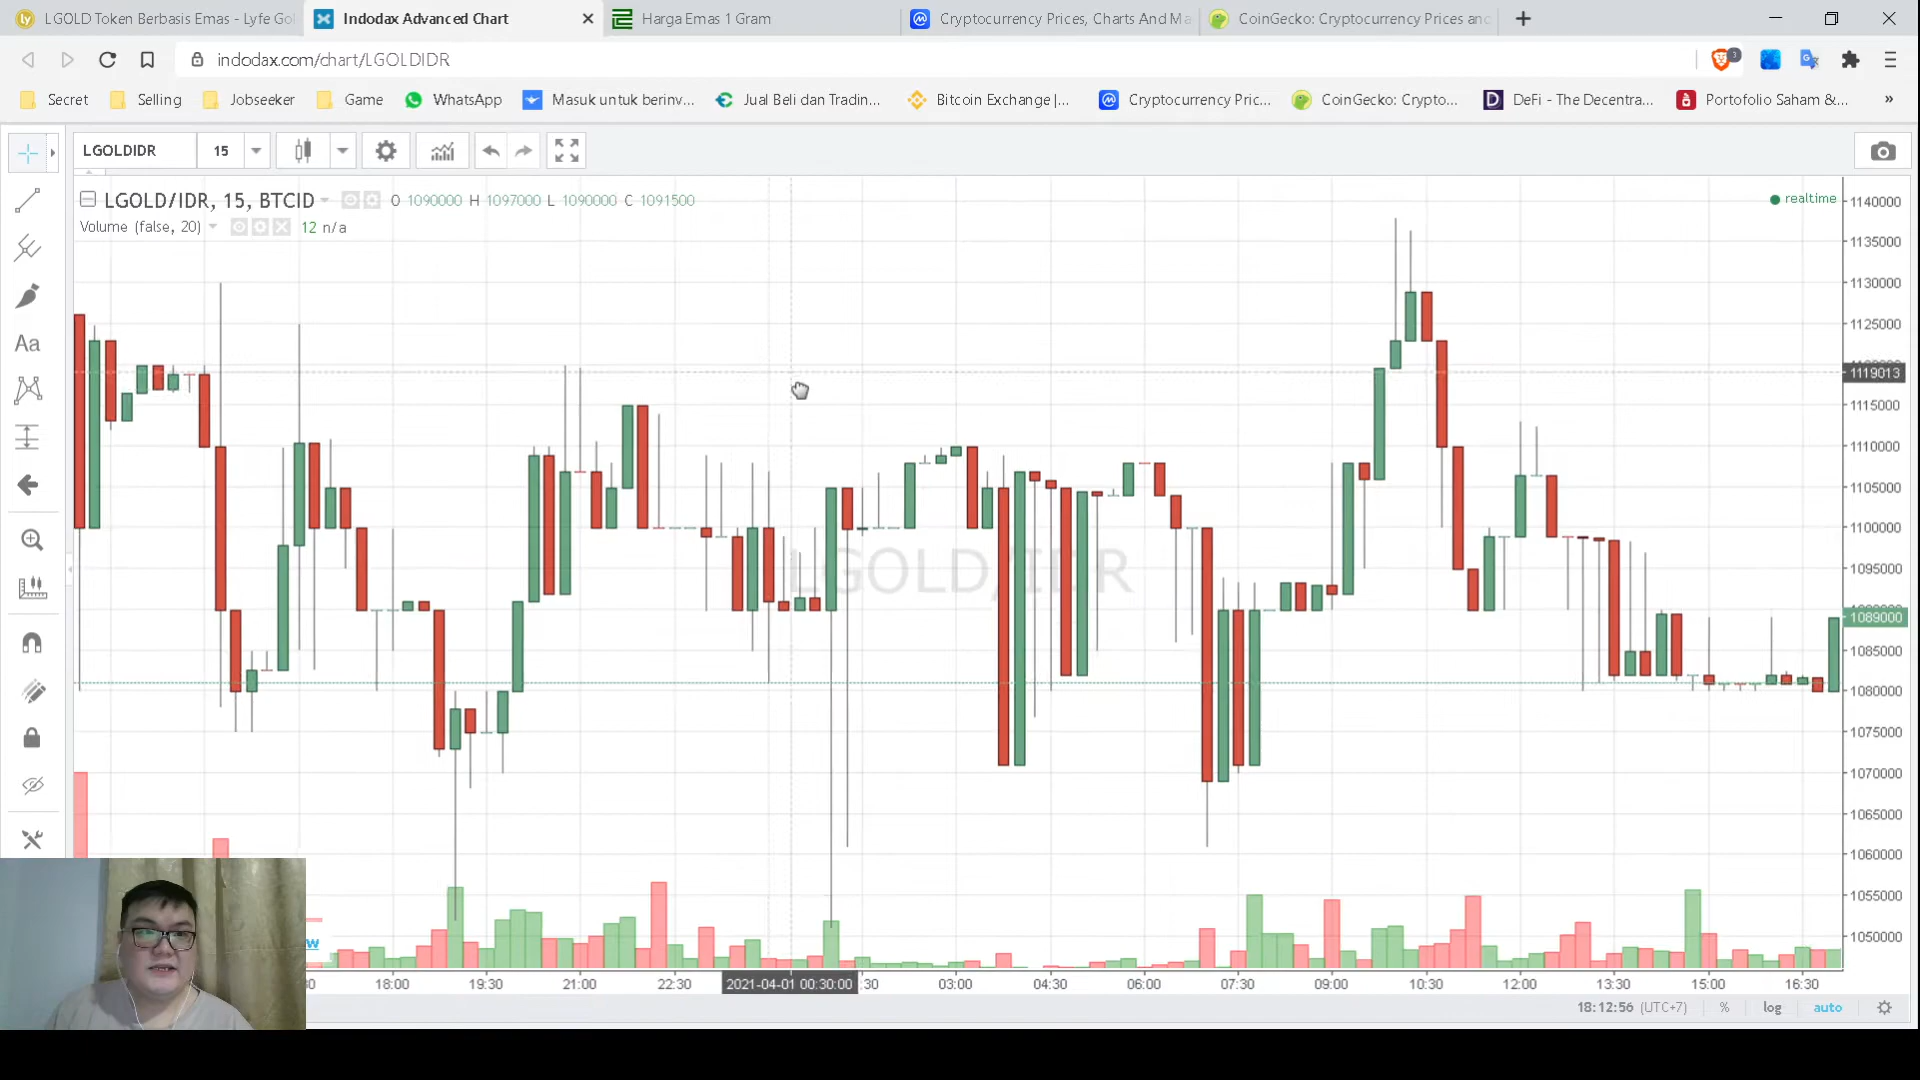 LGOLD Token Berbasis Emas - Lyfe Gol
Indodax Advanced Chart
Harga Emas 1 Gram
Cryptocurrency Prices, Charts And Ma
CoinGecko: Cryptocurrency Prices and
indodax.com/chart/LGOLDIDR
3
Secret
Selling
Jobseeker
Game
WhatsApp
Masuk untuk berinv...
Jual Beli dan Tradin...
Bitcoin Exchange |...
Cryptocurrency Pric...
CoinGecko: Crypto...
DeFi - The Decentra...
Portofolio Saham &...
»
LGOLDIDR
15
LGOLD/IDR, 15, BTCID
O 1090000 H 1097000 L 1090000 C 1091500
Volume (false, 20)
12 n/a
realtime
Aa
LGOLD/IDR
1140000
1135000
1130000
1125000
1119013
1115000
1110000
1105000
1100000
1095000
1089000
1085000
1080000
1075000
1070000
1065000
1060000
1055000
1050000
w
18:00
19:30
21:00
22:30
2021-04-01 00:30:00
:30
03:00
04:30
06:00
07:30
09:00
10:30
12:00
13:30
15:00
16:30
18:12:56 (UTC+7)
%
log
auto